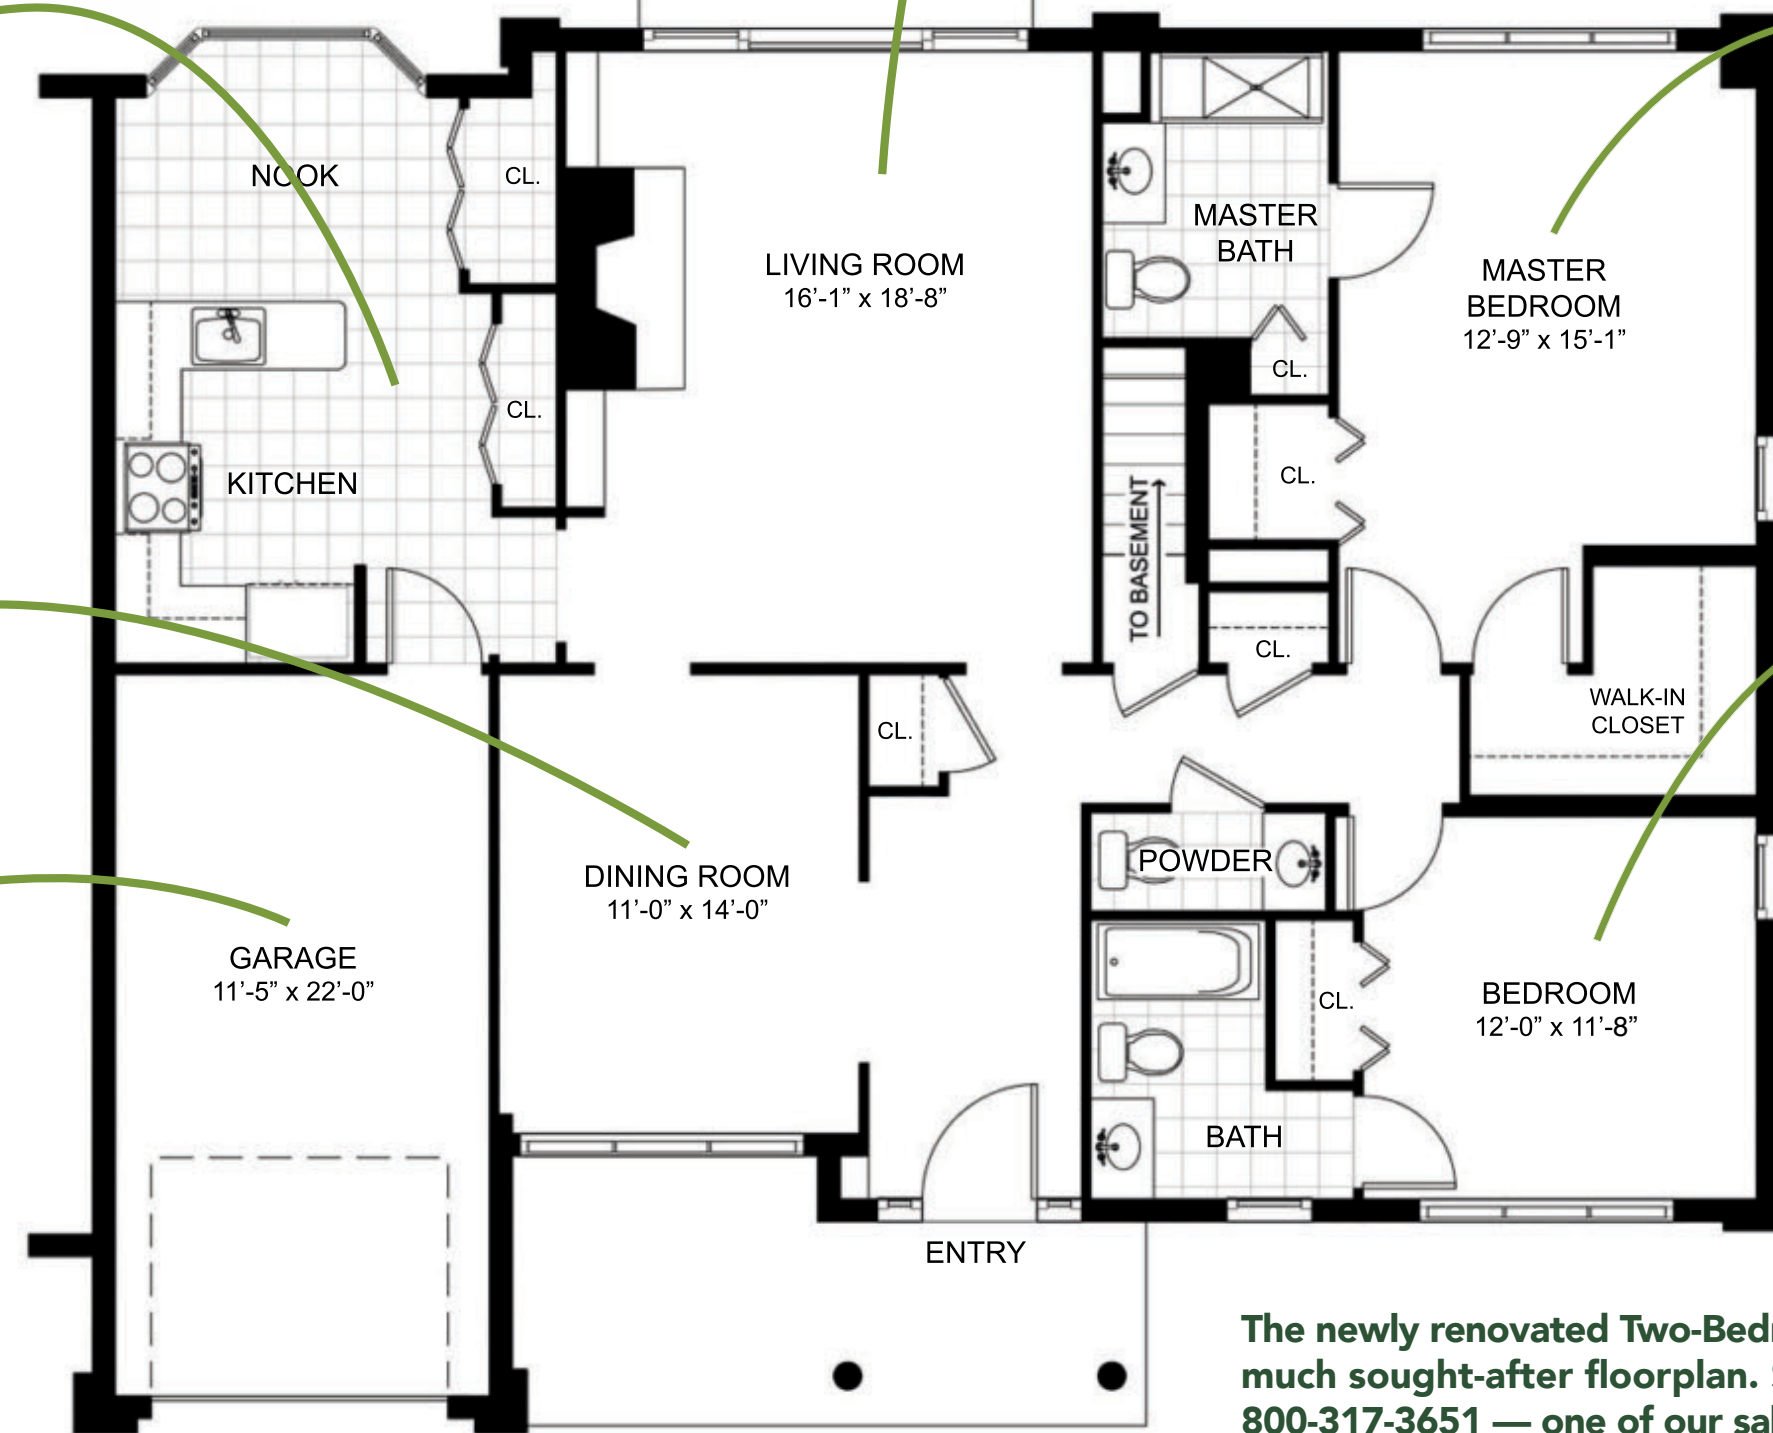 NOOK
CL.
LIVING ROOM
16’-1” x 18’-8”
MASTER
BATH
MASTER
BEDROOM
12’-9” x 15’-1”
CL.
CL.
KITCHEN
CL.
TO BASEMENT
CL.
WALK-IN
CLOSET
CL.
DINING ROOM
11’-0” x 14’-0”
POWDER
GARAGE
11’-5” x 22’-0”
CL.
BEDROOM
12’-0” x 11’-8”
BATH
ENTRY
The newly renovated
much sought-after floorplan.
800-317-3651 — one of our